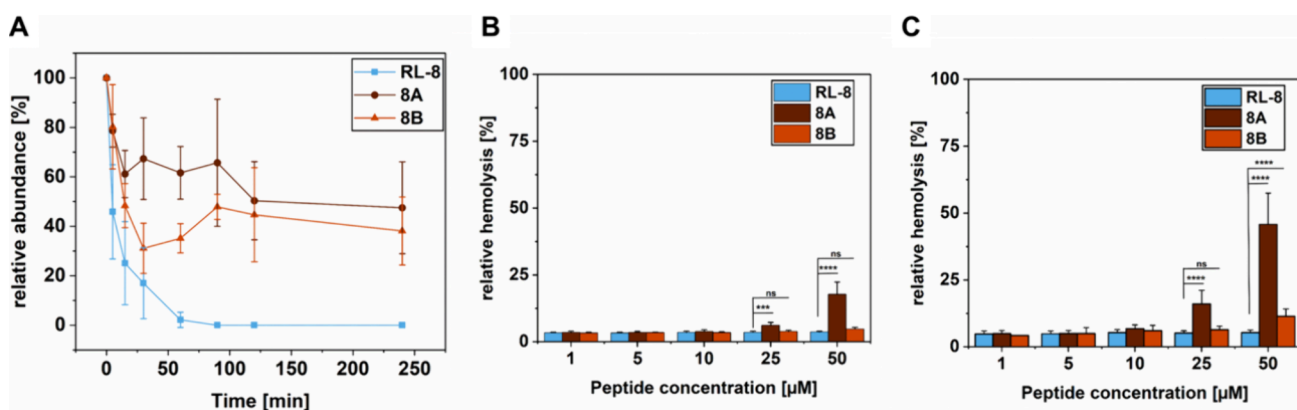 A
relative abundance [%]
100
80
60
40
20
0
0 50 100 150 200 250
Time [min]
RL-8
8A
8B
B
relative hemolysis [%]
100
75
50
25
0
RL-8
8A
8B
ns
***
ns
****
1 5 10 25 50
Peptide concentration [µM]
C
relative hemolysis [%]
100
75
50
25
0
RL-8
8A
8B
ns
****
****
****
1 5 10 25 50
Peptide concentration [µM]